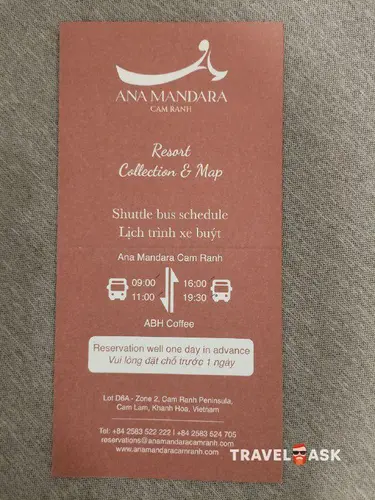 ANA MANDARA
CAM RANH
Resort
Collection & Map
Shuttle bus schedule
Lịch trình xe buýt
Ana Mandara Cam Ranh
09:00 16:00
11:00 19:30
ABH Coffee
Reservation well one day in advance
Vui lòng đặt chỗ trước 1 ngày
Lot D6A - Zone 2, Cam Ranh Peninsula,
Cam Lam, Khanh Hoa, Vietnam
Tel: +84 2583 522 222 | +84 2583 524 705
reservations@anamandaracamranh.com
www.anamandaracamranh.com
TRAVEL ASK